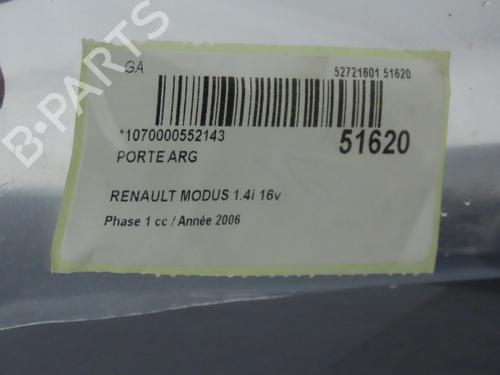 GA
52721601 51620
*1070000552143
51620
PORTE ARG
RENAULT MODUS 1.4i 16v
Phase 1 cc / Année 2006
B-PARTS